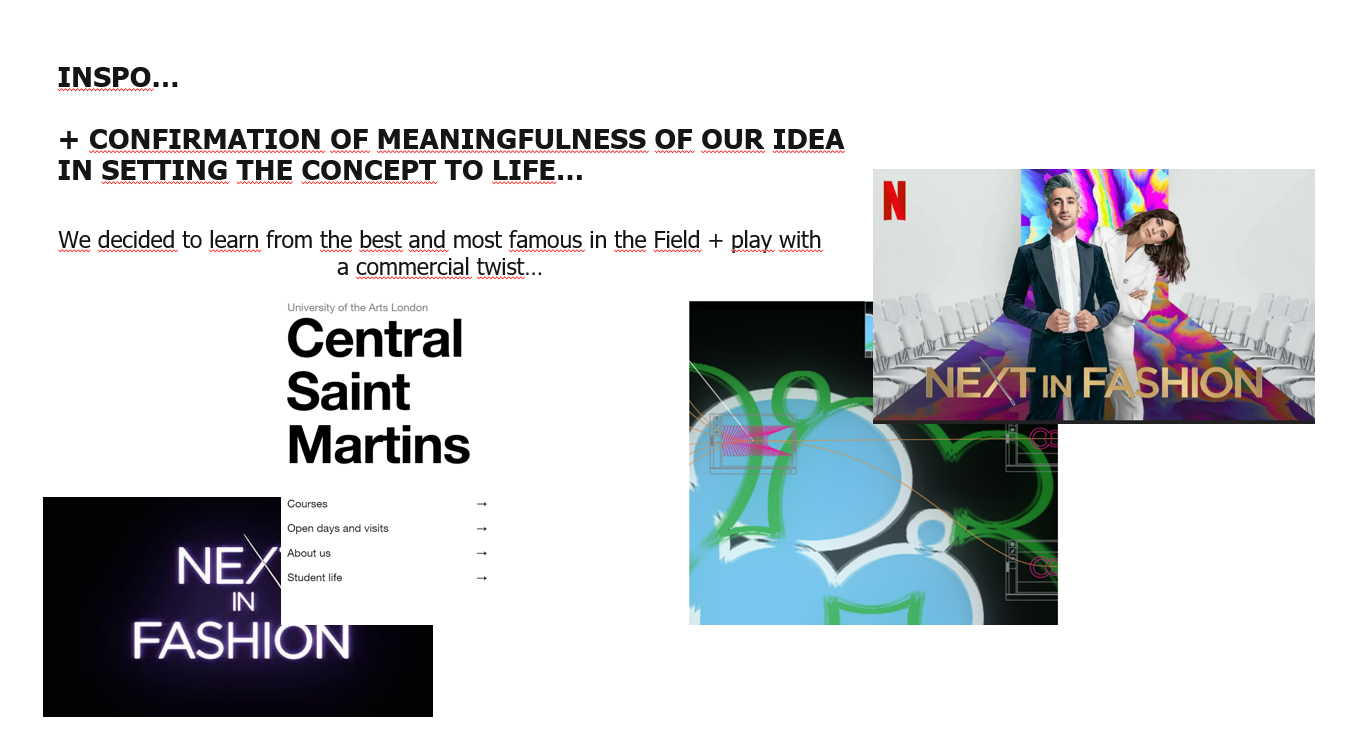 INSPO…
+ CONFIRMATION OF MEANINGFULNESS OF OUR IDEA
IN SETTING THE CONCEPT TO LIFE…
We decided to learn from the best and most famous in the Field + play with
a commercial twist…
N
NEXT IN FASHION
University of the Arts London
Central
Saint
Martins
Courses →
Open days and visits →
About us →
Student life →
NEX
IN
FASHION